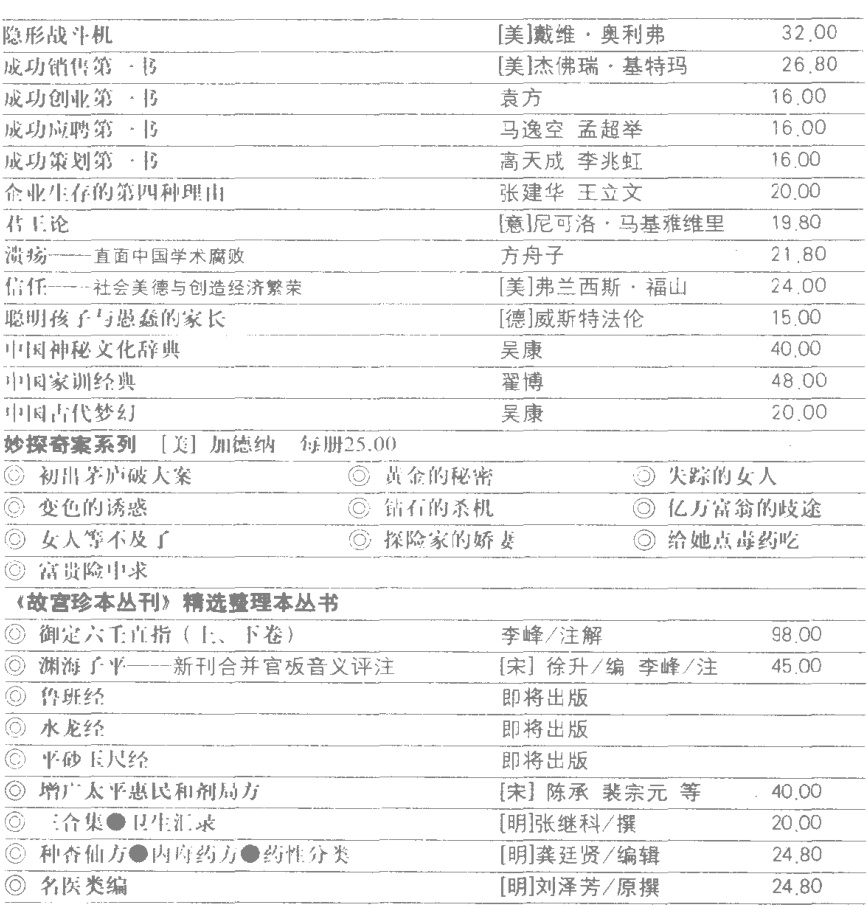 隐形战斗机 [美]戴维·奥利弗 32.00
成功销售第一书 [美]杰佛瑞·基特玛 26.80
成功创业第一书 袁方 16.00
成功应聘第一书 马逸空 孟超举 16.00
成功策划第一书 高天成 李兆虹 16.00
企业生存的第四种理由 张建华 王立文 20.00
君王论 [意]尼可洛·马基雅维里 19.80
溃疡——直面中国学术腐败 方舟子 21.80
信任——社会美德与创造经济繁荣 [美]弗兰西斯·福山 24.00
聪明孩子与愚蠢的家长 [德]威斯特法伦 15.00
中国神秘文化辞典 吴康 40.00
中国家训经典 翟博 48.00
中国古代梦幻 吴康 20.00
妙探奇案系列 [美] 加德纳 每册25.00
◎ 初出茅庐破大案 ◎ 黄金的秘密 ◎ 失踪的女人
◎ 变色的诱惑 ◎ 钻石的杀机 ◎ 亿万富翁的歧途
◎ 女人等不及了 ◎ 探险家的娇妻 ◎ 给她点毒药吃
◎ 富贵险中求
《故宫珍本丛刊》精选整理本丛书
◎ 御定六壬直指（上、下卷） 李峰/注解 98.00
◎ 渊海子平——新刊合并官板音义评注 [宋] 徐升/编 李峰/注 45.00
◎ 鲁班经 即将出版
◎ 水龙经 即将出版
◎ 平砂玉尺经 即将出版
◎ 增广太平惠民和剂局方 [宋] 陈承 裴宗元 等 40.00
◎ 三合集●卫生汇录 [明]张继科/撰 20.00
◎ 种杏仙方●内府药方●药性分类 [明]龚廷贤/编辑 24.80
◎ 名医类编 [明]刘泽芳/原撰 24.80